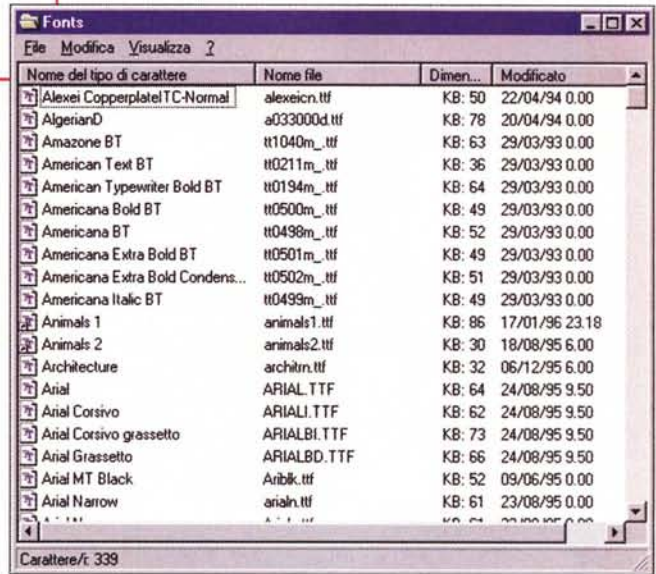 Fonts
File Modifica Visualizza ?
Nome del tipo di carattere Nome file Dimen... Modificato
Alexei CopperplateITC-Normal alexeicn.ttf KB: 50 22/04/94 0.00
AlgerianD a033000d.ttf KB: 78 20/04/94 0.00
Amazone BT tt1040m_.ttf KB: 63 29/03/93 0.00
American Text BT tt0211m_.ttf KB: 36 29/03/93 0.00
American Typewriter Bold BT tt0194m_.ttf KB: 64 29/03/93 0.00
Americana Bold BT tt0500m_.ttf KB: 49 29/03/93 0.00
Americana BT tt0498m_.ttf KB: 52 29/03/93 0.00
Americana Extra Bold BT tt0501m_.ttf KB: 49 29/03/93 0.00
Americana Extra Bold Condens... tt0502m_.ttf KB: 51 29/03/93 0.00
Americana Italic BT tt0499m_.ttf KB: 49 29/03/93 0.00
Animals 1 animals1.ttf KB: 86 17/01/96 23.18
Animals 2 animals2.ttf KB: 30 18/08/95 6.00
Architecture architrn.ttf KB: 32 06/12/95 6.00
Arial ARIAL.TTF KB: 64 24/08/95 9.50
Arial Corsivo ARIALI.TTF KB: 62 24/08/95 9.50
Arial Corsivo grassetto ARIALBI.TTF KB: 73 24/08/95 9.50
Arial Grassetto ARIALBD.TTF KB: 66 24/08/95 9.50
Arial MT Black Ariblk.ttf KB: 52 09/06/95 0.00
Arial Narrow arialn.ttf KB: 61 23/08/95 0.00
Carattere/i: 339